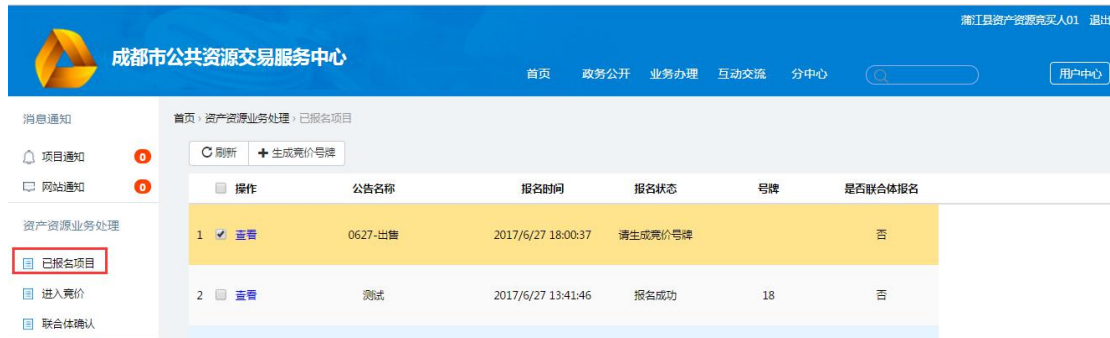 蒲江县资产资源竞买人01 退出
成都市公共资源交易服务中心
首页 政务公开 业务办理 互动交流 分中心 用户中心
消息通知
首页 › 资产资源业务处理 › 已报名项目
项目通知 0
刷新 生成竞价号牌
网站通知 0
操作 公告名称 报名时间 报名状态 号牌 是否联合体报名
资产资源业务处理
1 查看 0627-出售 2017/6/27 18:00:37 请生成竞价号牌 否
已报名项目
进入竞价
2 查看 测试 2017/6/27 13:41:46 报名成功 18 否
联合体确认